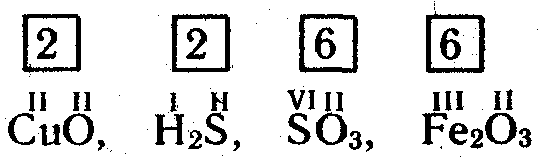 2 2 6 6
II II I II VI II III II
CuO, H₂S, SO₃, Fe₂O₃